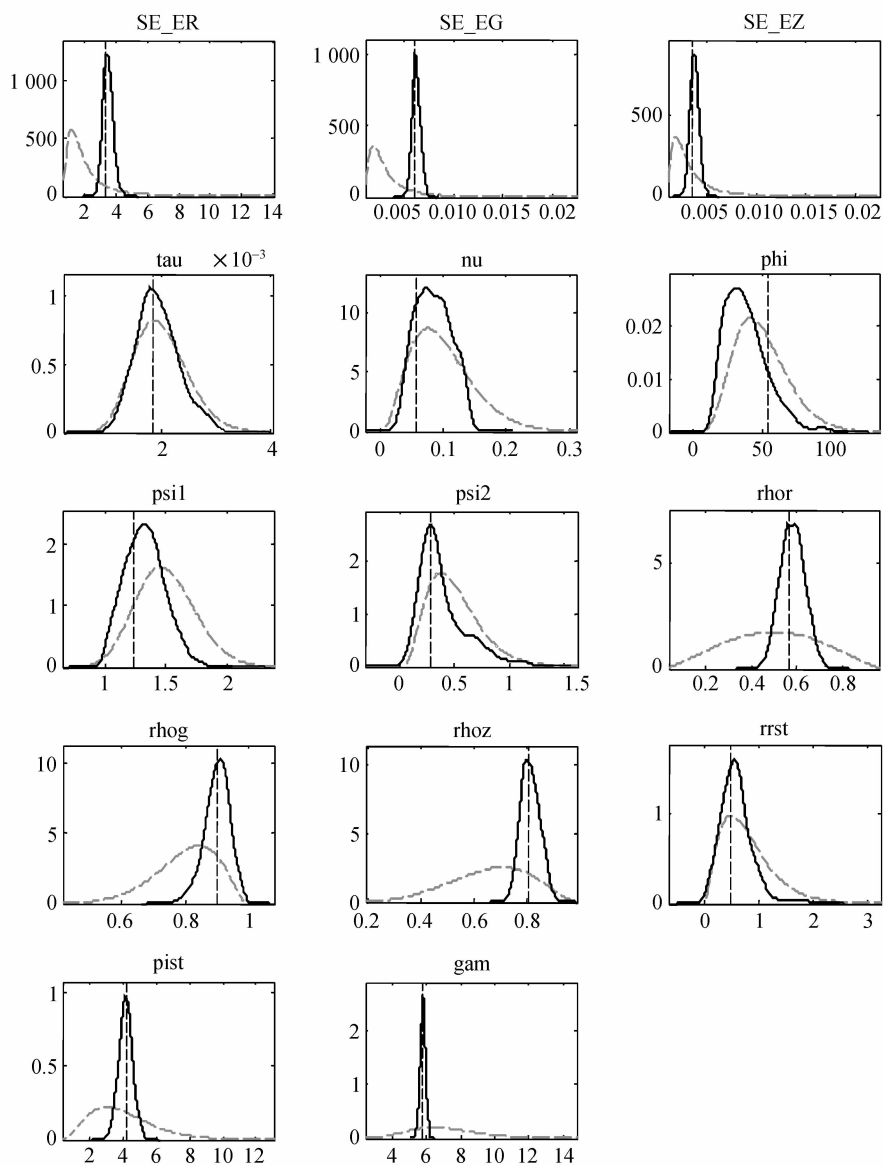 SE_ER SE_EG SE_EZ
1 000 500 0 2 4 6 8 10 12 14
1 000 500 0 0.005 0.010 0.015 0.02
500 0 0.005 0.010 0.015 0.02
tau ×10⁻³ nu phi
1 0.5 0 2 4
10 5 0 0 0.1 0.2 0.3
0.02 0.01 0 0 50 100
psi1 psi2 rhor
2 1 0 1 1.5 2
2 1 0 0 0.5 1 1.5
5 0 0.2 0.4 0.6 0.8
rhog rhoz rrst
10 5 0 0.6 0.8 1
10 5 0 0.2 0.4 0.6 0.8
1 0 0 1 2 3
pist gam
1 0.5 0 2 4 6 8 10 12
2 1 0 4 6 8 10 12 14